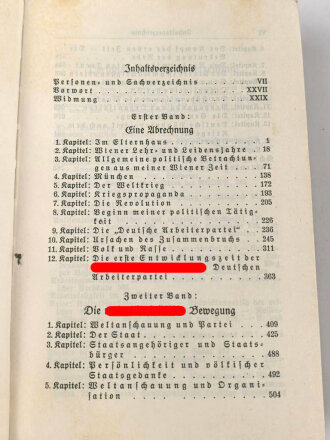 Inhaltsverzeichnis
Personen- und Sachverzeichnis VII
Vorwort XXVII
Widmung XXIX
Erster Band:
Eine Abrechnung
1. Kapitel: Im Elternhaus 1
2. Kapitel: Wiener Lehr- und Leidensjahre 18
3. Kapitel: Allgemeine politische Betrachtun-
gen aus meiner Wiener Zeit 71
4. Kapitel: München 138
5. Kapitel: Der Weltkrieg 172
6. Kapitel: Kriegspropaganda 193
7. Kapitel: Die Revolution 205
8. Kapitel: Beginn meiner politischen Tätig-
keit 226
9. Kapitel: Die „Deutsche Arbeiterpartei" 236
10. Kapitel: Ursachen des Zusammenbruchs 245
11. Kapitel: Volk und Rasse 311
12. Kapitel: Die erste Entwicklungszeit der
Deutschen
Arbeiterpartei 363
Zweiter Band:
Die Bewegung
1. Kapitel: Weltanschauung und Partei 409
2. Kapitel: Der Staat 425
3. Kapitel: Staatsangehöriger und Staats-
bürger 488
4. Kapitel: Persönlichkeit und völkischer
Staatsgedanke 492
5. Kapitel: Weltanschauung und Organi-
sation 504